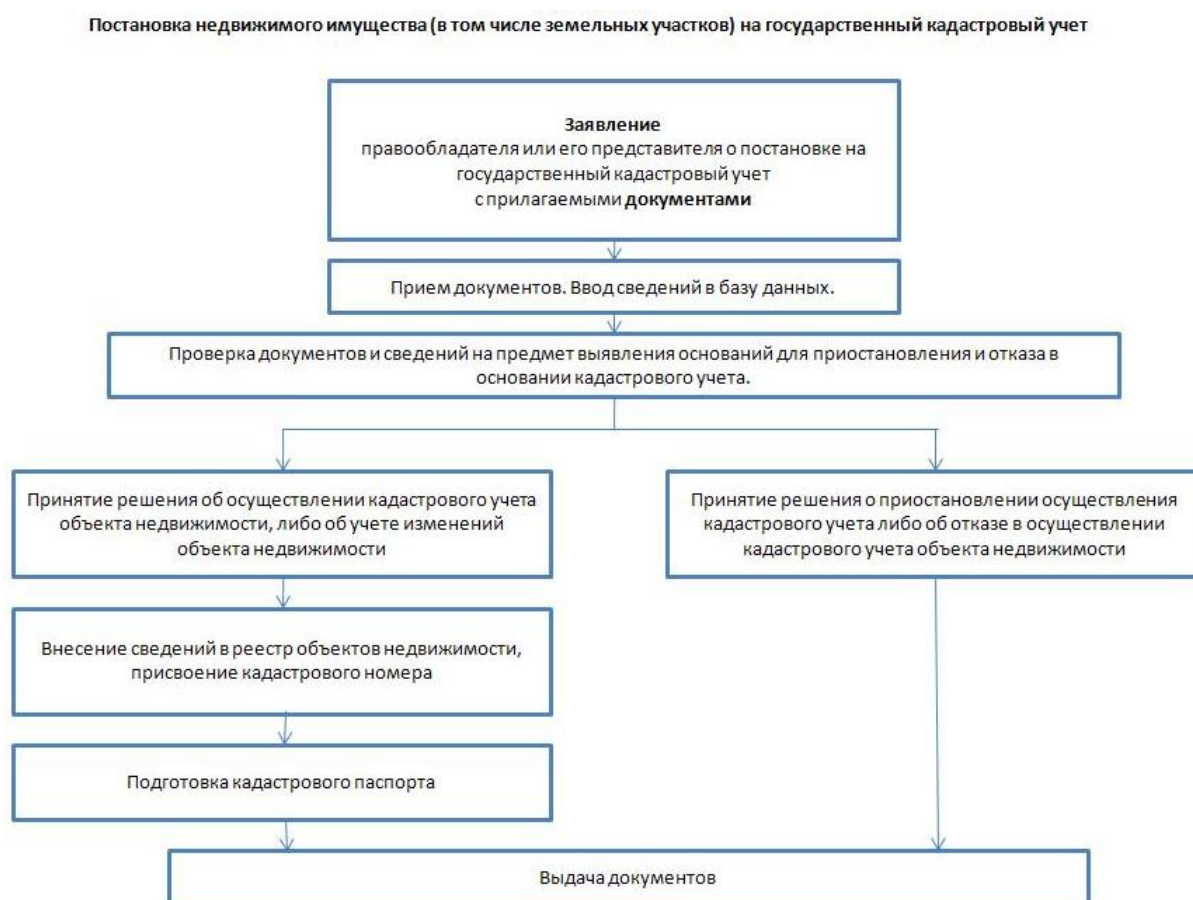 Постановка недвижимого имущества (в том числе земельных участков) на государственный кадастровый учет
Заявление
правообладателя или его представителя о постановке на
государственный кадастровый учет
с прилагаемыми документами
Прием документов. Ввод сведений в базу данных.
Проверка документов и сведений на предмет выявления оснований для приостановления и отказа в
основании кадастрового учета.
Принятие решения об осуществлении кадастрового учета
объекта недвижимости, либо об учете изменений
объекта недвижимости
Принятие решения о приостановлении осуществления
кадастрового учета либо об отказе в осуществлении
кадастрового учета объекта недвижимости
Внесение сведений в реестр объектов недвижимости,
присвоение кадастрового номера
Подготовка кадастрового паспорта
Выдача документов